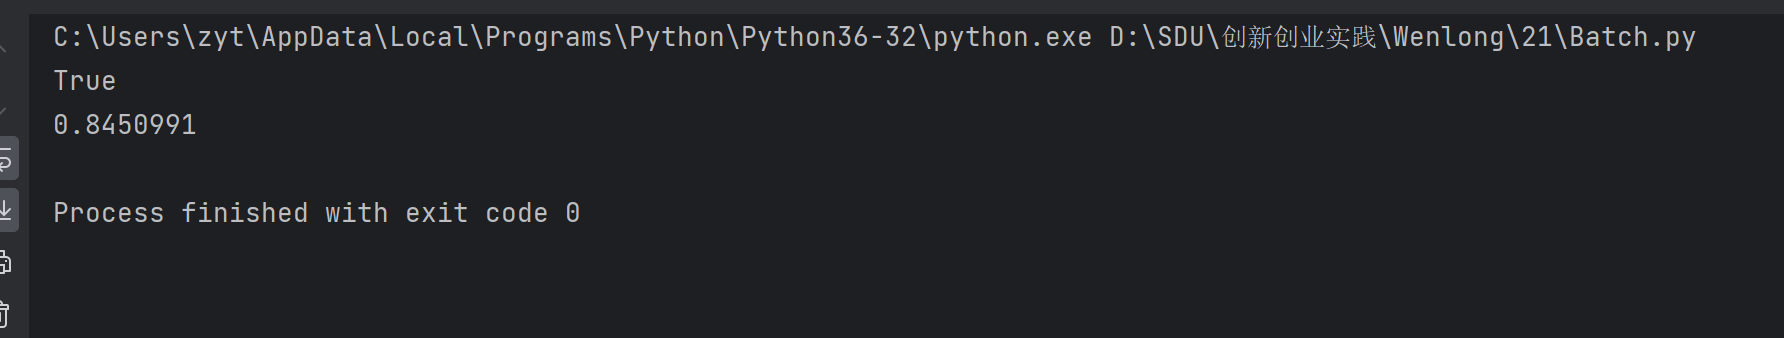 C:\Users\zyt\AppData\Local\Programs\Python\Python36-32\python.exe D:\SDU\创新创业实践\Wenlong\21\Batch.py
True
0.8450991
Process finished with exit code 0